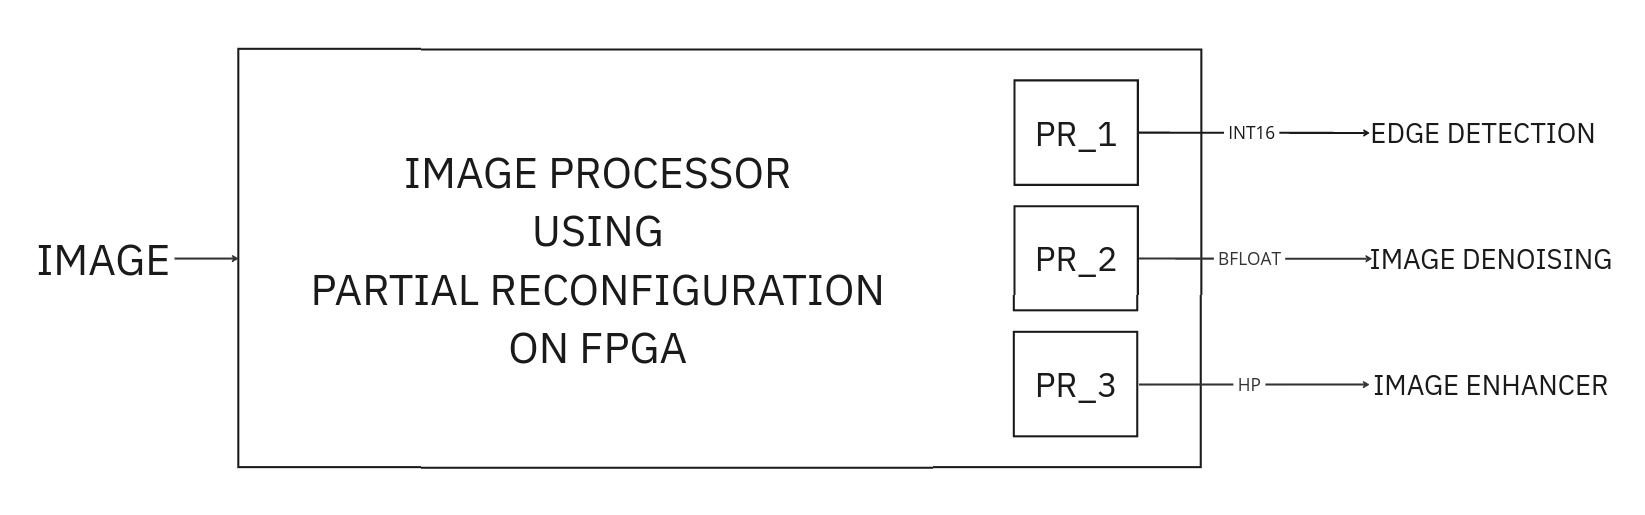 IMAGE
IMAGE PROCESSOR
USING
PARTIAL RECONFIGURATION
ON FPGA
PR_1
INT16
EDGE DETECTION
PR_2
BFLOAT
IMAGE DENOISING
PR_3
HP
IMAGE ENHANCER